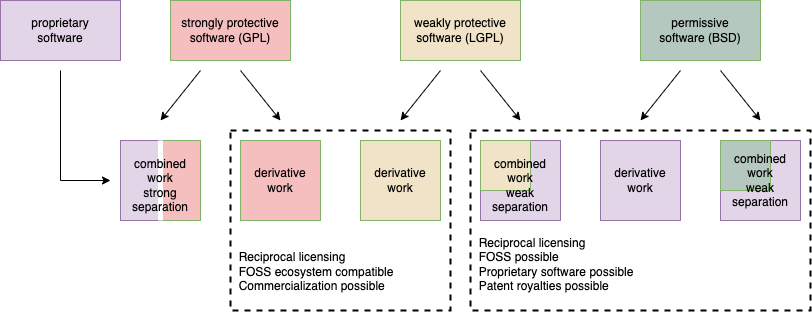 proprietary
software
strongly protective
software (GPL)
weakly protective
software (LGPL)
permissive
software (BSD)
combined
work
strong
separation
derivative
work
derivative
work
combined
work
weak
separation
derivative
work
combined
work
weak
separation
Reciprocal licensing
FOSS ecosystem compatible
Commercialization possible
Reciprocal licensing
FOSS possible
Proprietary software possible
Patent royalties possible